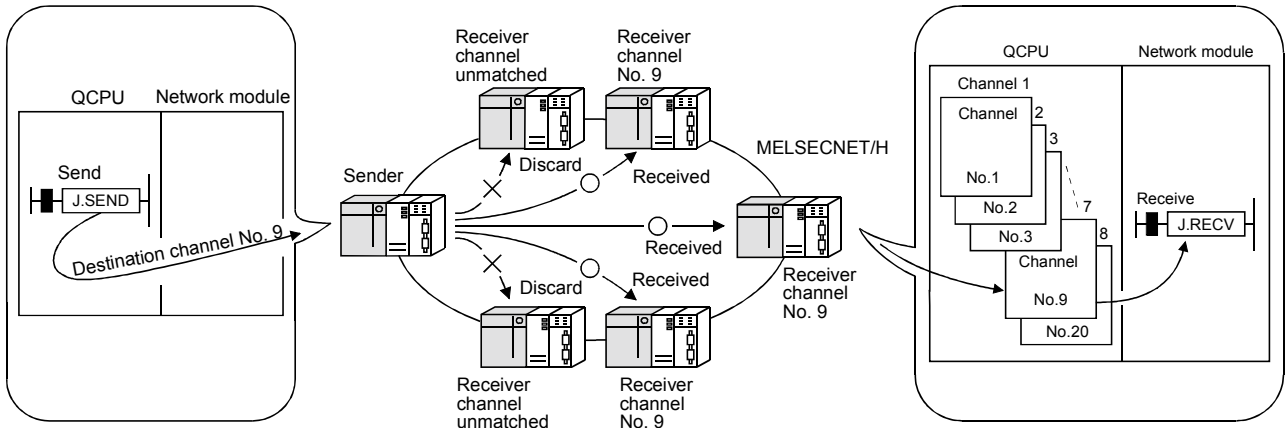 QCPU
Network module
Send
J.SEND
Destination channel No. 9
Sender
Receiver
channel
unmatched
Receiver
channel
No. 9
Discard
Received
MELSECNET/H
Received
Receiver
channel
No. 9
Discard
Received
Receiver
channel
unmatched
Receiver
channel
No. 9
QCPU
Network module
Channel 1
Channel
No.1
2
No.2
3
No.3
7
8
Channel
No.9
No.20
Receive
J.RECV